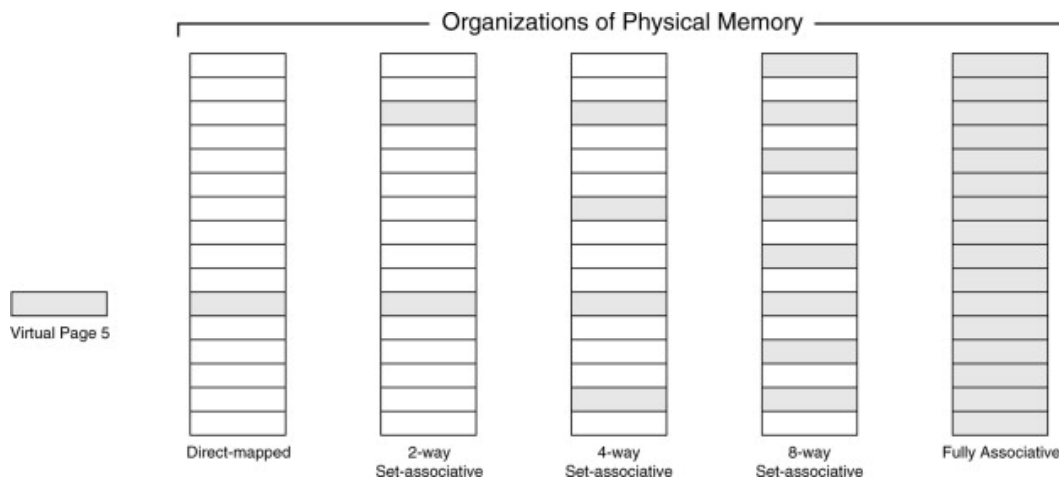 Organizations of Physical Memory
Virtual Page 5
Direct-mapped
2-way
Set-associative
4-way
Set-associative
8-way
Set-associative
Fully Associative